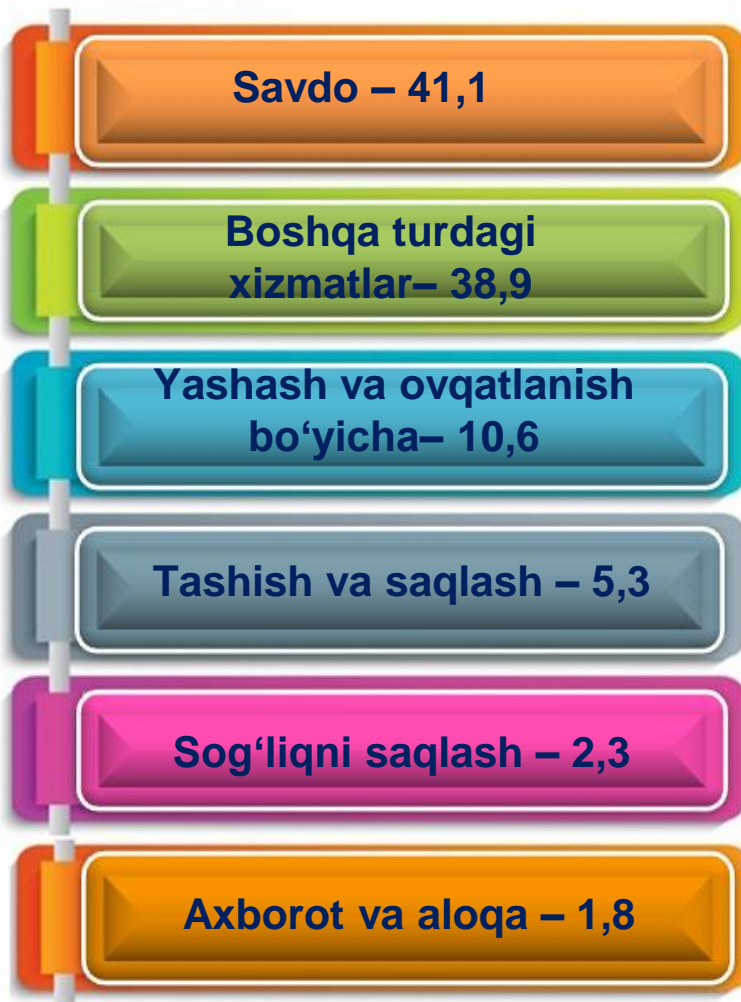 Savdo – 41,1
Boshqa turdagi
xizmatlar– 38,9
Yashash va ovqatlanish
bo‘yicha– 10,6
Tashish va saqlash – 5,3
Sog‘liqni saqlash – 2,3
Axborot va aloqa – 1,8